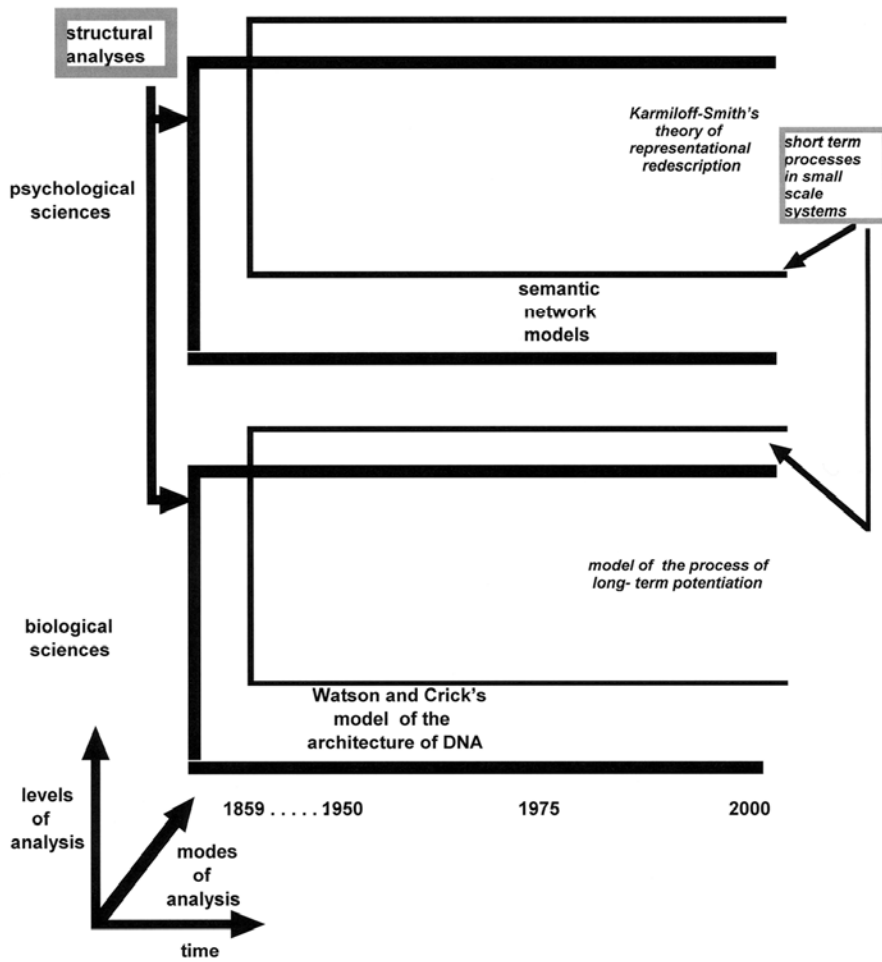 structural
analyses
Karmiloff-Smith's
theory of
representational
redescription
short term
processes
in small
scale
systems
psychological
sciences
semantic
network
models
model of the process of
long- term potentiation
biological
sciences
Watson and Crick's
model of the
architecture of DNA
levels
of
analysis
1859 . . . . . 1950 1975 2000
modes
of
analysis
time